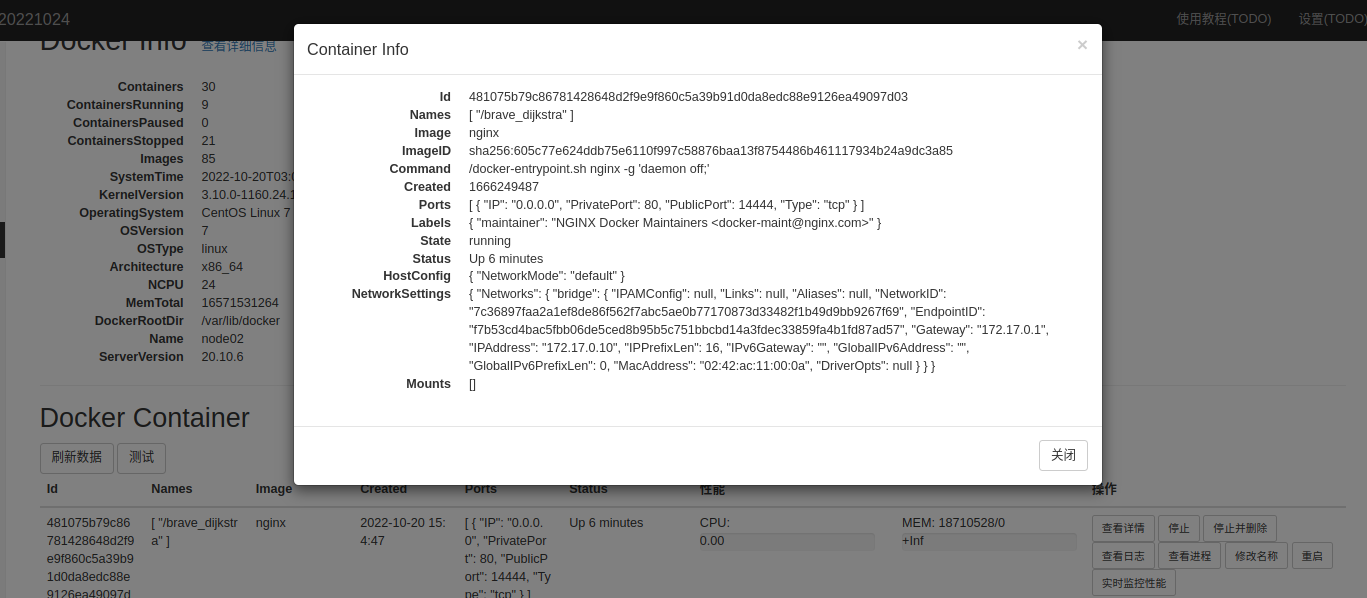 20221024 使用教程(TODO) 设置(TODO)
Docker Info 查看详细信息
Containers 30
ContainersRunning 9
ContainersPaused 0
ContainersStopped 21
Images 85
SystemTime 2022-10-20T03:
KernelVersion 3.10.0-1160.24.1
OperatingSystem CentOS Linux 7
OSVersion 7
OSType linux
Architecture x86_64
NCPU 24
MemTotal 16571531264
DockerRootDir /var/lib/docker
Name node02
ServerVersion 20.10.6
Container Info ×
Id 481075b79c86781428648d2f9e9f860c5a39b91d0da8edc88e9126ea49097d03
Names [ "/brave_dijkstra" ]
Image nginx
ImageID sha256:605c77e624ddb75e6110f997c58876baa13f8754486b461117934b24a9dc3a85
Command /docker-entrypoint.sh nginx -g 'daemon off;'
Created 1666249487
Ports [ { "IP": "0.0.0.0", "PrivatePort": 80, "PublicPort": 14444, "Type": "tcp" } ]
Labels { "maintainer": "NGINX Docker Maintainers <docker-maint@nginx.com>" }
State running
Status Up 6 minutes
HostConfig { "NetworkMode": "default" }
NetworkSettings { "Networks": { "bridge": { "IPAMConfig": null, "Links": null, "Aliases": null, "NetworkID":
"7c36897faa2a1ef8de86f562f7abc5ae0b77170873d33482f1b49d9bb9267f69", "EndpointID":
"f7b53cd4bac5fbb06de5ced8b95b5c751bbcbd14a3fdec33859fa4b1fd87ad57", "Gateway": "172.17.0.1",
"IPAddress": "172.17.0.10", "IPPrefixLen": 16, "IPv6Gateway": "", "GlobalIPv6Address": "",
"GlobalIPv6PrefixLen": 0, "MacAddress": "02:42:ac:11:00:0a", "DriverOpts": null } } }
Mounts []
关闭
Docker Container
刷新数据 测试
Id Names Image Created Ports Status 性能 操作
481075b79c86 [ "/brave_dijkstr nginx 2022-10-20 15: [ { "IP": "0.0.0. Up 6 minutes CPU: MEM: 18710528/0 查看详情 停止 停止并删除
781428648d2f9 a" ] 4:47 0", "PrivatePor 0.00 +Inf
e9f860c5a39b9 t": 80, "PublicP 查看日志 查看进程 修改名称 重启
1d0da8edc88e ort": 14444, "Ty 实时监控性能
9126ea49097d pe": "tcp" } ]